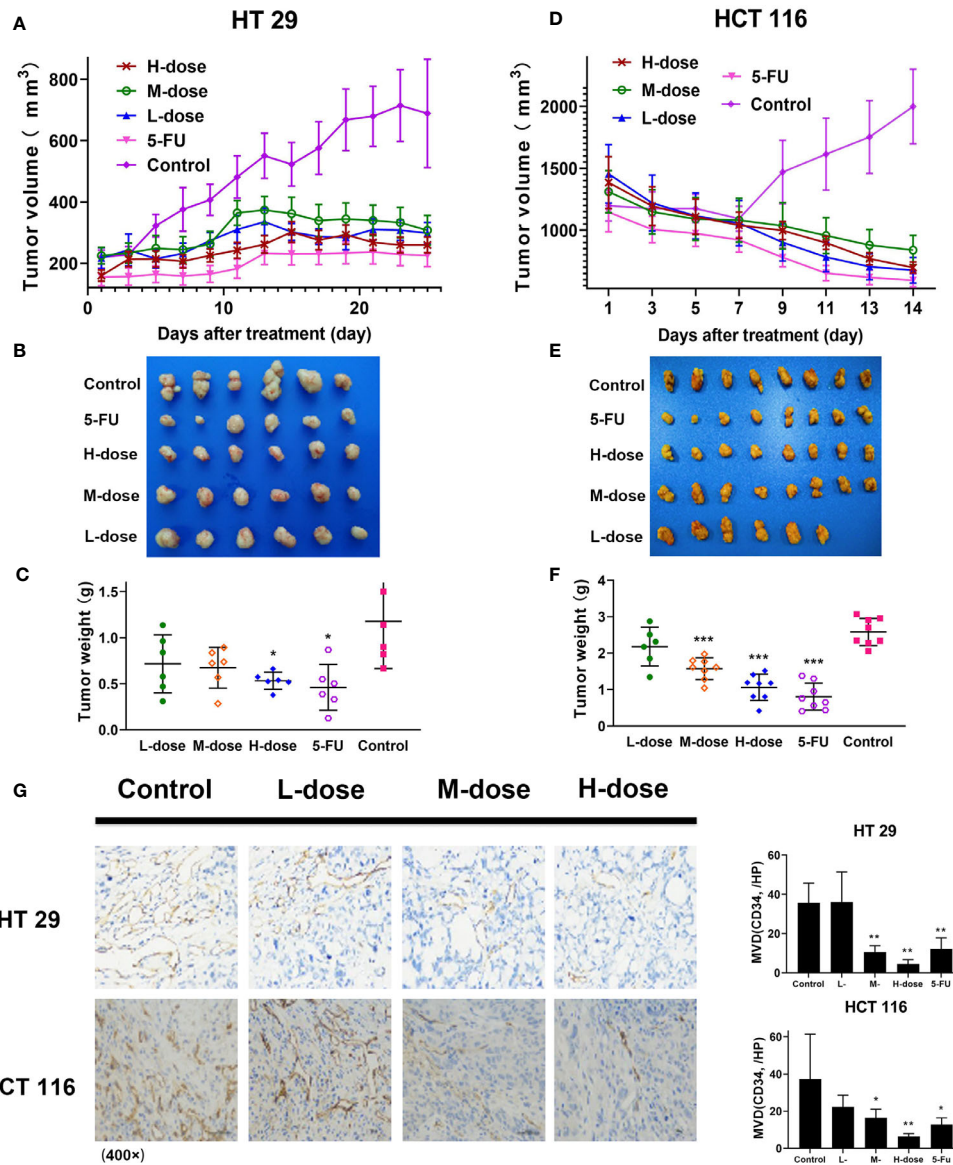 A
HT 29
Tumor volume ( mm³)
800
600
400
200
0
10
20
H-dose
M-dose
L-dose
5-FU
Control
Days after treatment (day)
D
HCT 116
Tumor volume ( mm³)
2000
1500
1000
1
3
5
7
9
11
13
14
H-dose
M-dose
L-dose
5-FU
Control
Days after treatment (day)
B
Control
5-FU
H-dose
M-dose
L-dose
E
Control
5-FU
H-dose
M-dose
L-dose
C
Tumor weight (g)
1.5
1.0
0.5
0.0
*
*
L-dose M-dose H-dose 5-FU Control
F
Tumor weight (g)
4
3
2
1
0
***
***
***
L-dose M-dose H-dose 5-FU Control
G
Control L-dose M-dose H-dose
HT 29
CT 116
(400×)
HT 29
MVD(CD34, /HP)
60
40
20
0
**
**
**
Control L- M- H-dose 5-FU
HCT 116
MVD(CD34, /HP)
60
40
20
0
*
**
*
Control L- M- H-dose 5-Fu